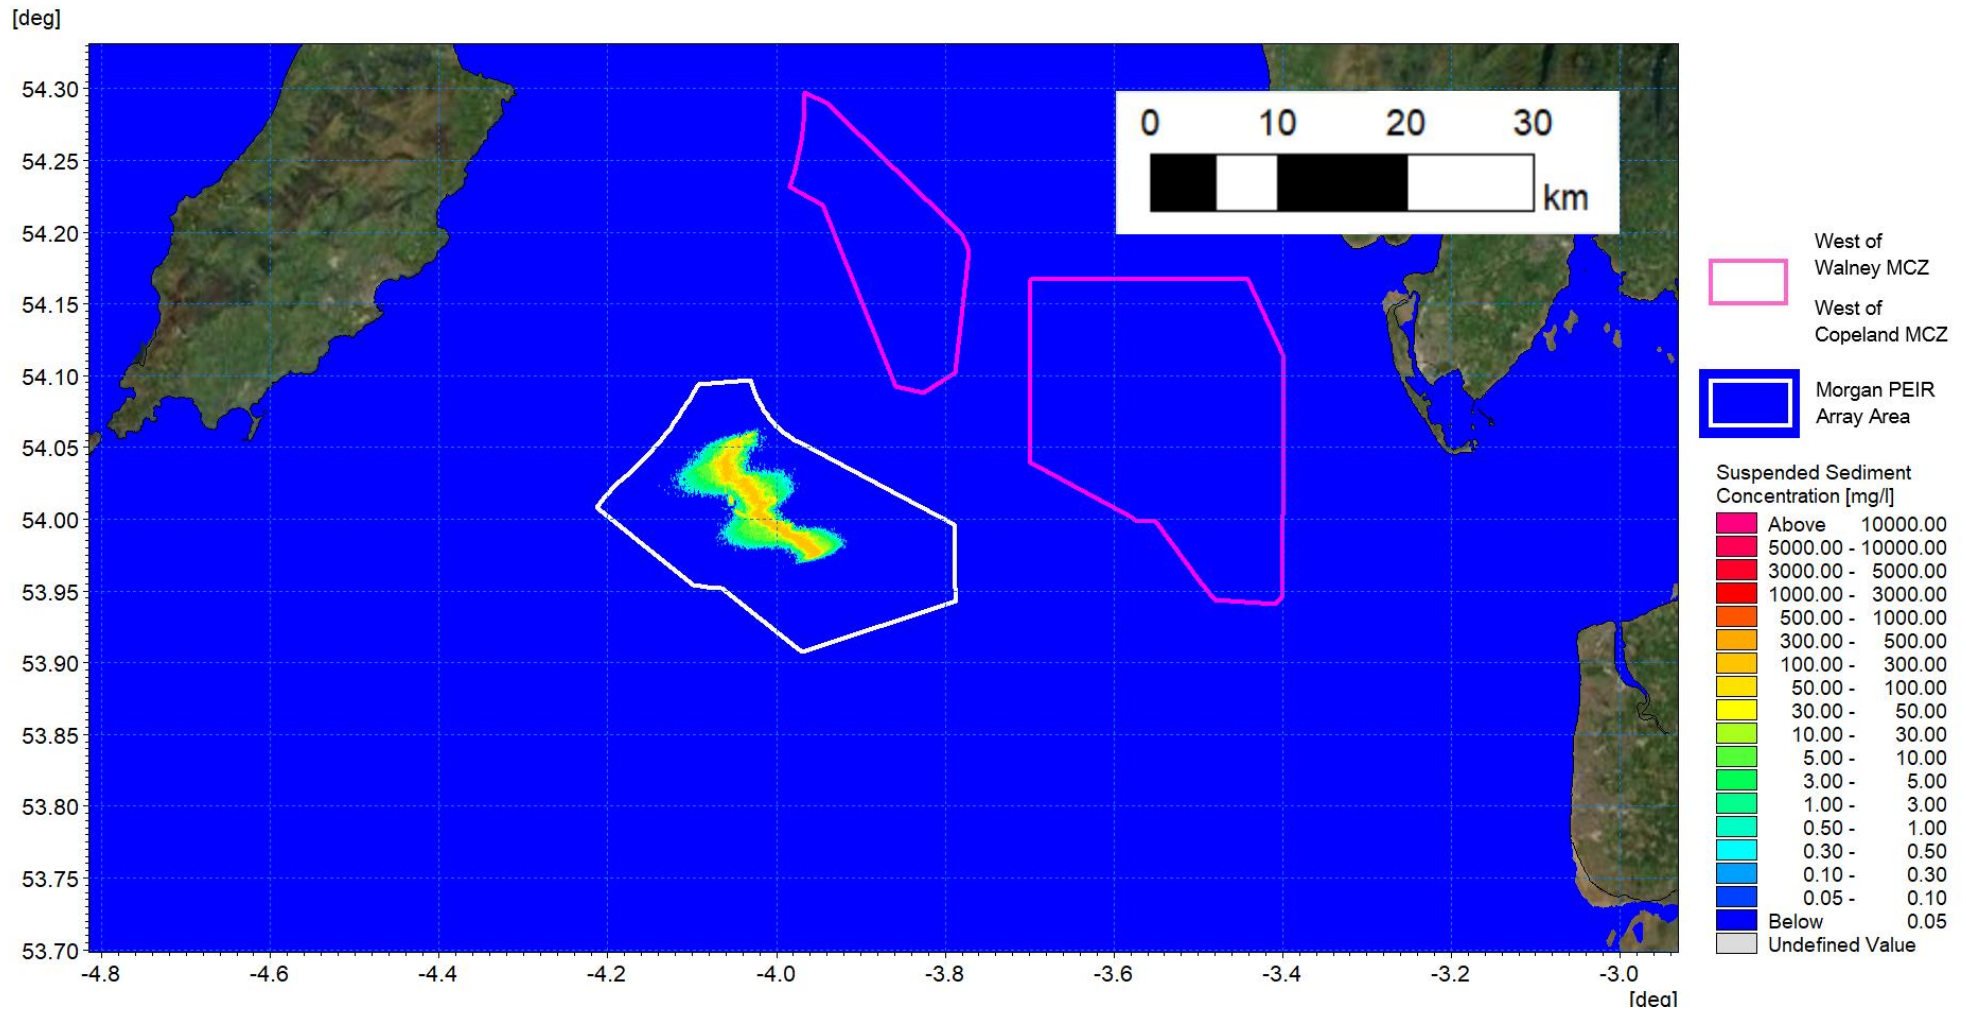 [deg]
54.30
54.25
54.20
54.15
54.10
54.05
54.00
53.95
53.90
53.85
53.80
53.75
53.70
-4.8 -4.6 -4.4 -4.2 -4.0 -3.8 -3.6 -3.4 -3.2 -3.0
[deg]
0 10 20 30
km
West of
Walney MCZ
West of
Copeland MCZ
Morgan PEIR
Array Area
Suspended Sediment
Concentration [mg/l]
Above 10000.00
5000.00 - 10000.00
3000.00 - 5000.00
1000.00 - 3000.00
500.00 - 1000.00
300.00 - 500.00
100.00 - 300.00
50.00 - 100.00
30.00 - 50.00
10.00 - 30.00
5.00 - 10.00
3.00 - 5.00
1.00 - 3.00
0.50 - 1.00
0.30 - 0.50
0.10 - 0.30
0.05 - 0.10
Below 0.05
Undefined Value